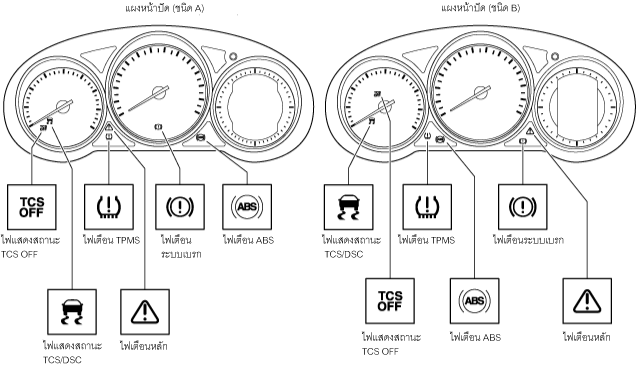 แผงหน้าปัด (ชนิด A)
แผงหน้าปัด (ชนิด B)
TCS
OFF
ABS
ไฟแสดงสถานะ
TCS OFF
ไฟเตือน TPMS
ไฟเตือน
ระบบเบรก
ไฟเตือน ABS
ไฟแสดงสถานะ
TCS/DSC
ไฟเตือน TPMS
ไฟเตือนระบบเบรก
ไฟแสดงสถานะ
TCS/DSC
ไฟเตือนหลัก
TCS
OFF
ABS
ไฟแสดงสถานะ
TCS OFF
ไฟเตือน ABS
ไฟเตือนหลัก